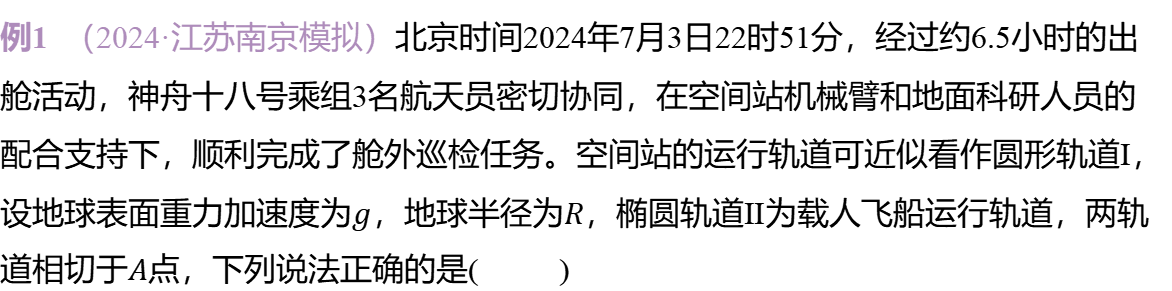 例1 （2024·江苏南京模拟）北京时间2024年7月3日22时51分，经过约6.5小时的出
舱活动，神舟十八号乘组3名航天员密切协同，在空间站机械臂和地面科研人员的
配合支持下，顺利完成了舱外巡检任务。空间站的运行轨道可近似看作圆形轨道I，
设地球表面重力加速度为g，地球半径为R，椭圆轨道II为载人飞船运行轨道，两轨
道相切于A点，下列说法正确的是(　　)